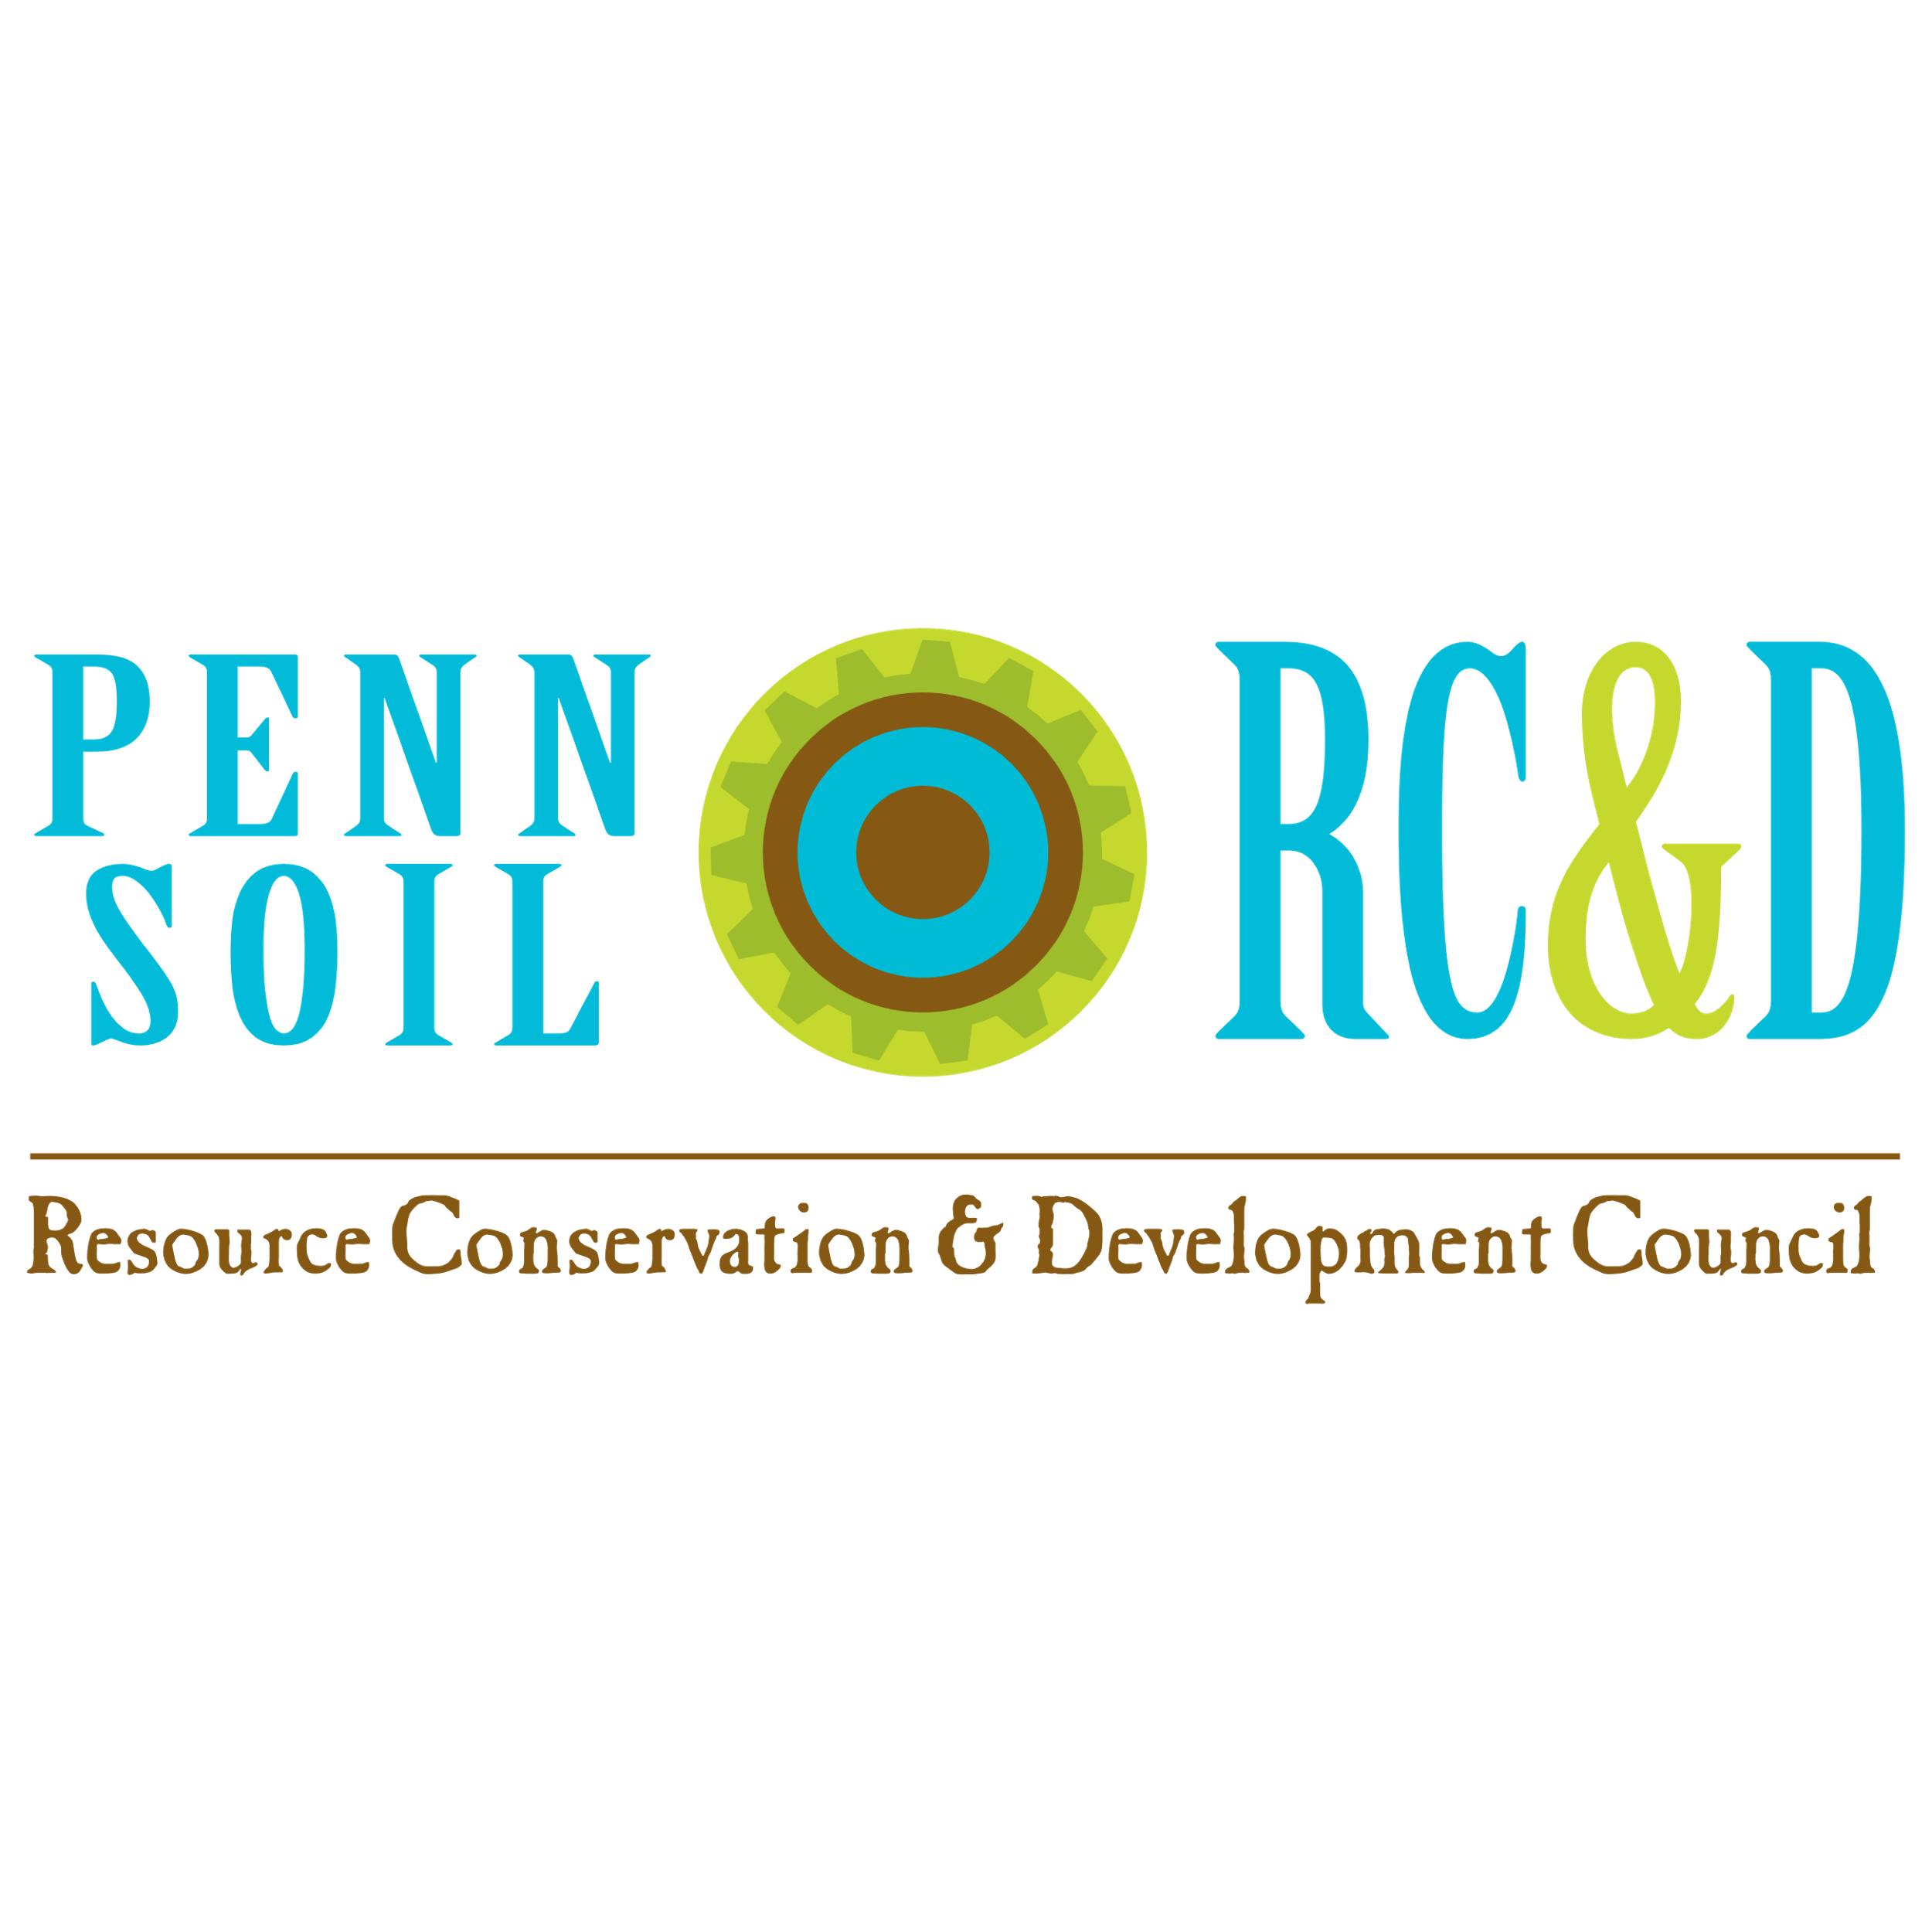 PENN
SOIL
RC&D
Resource Conservation & Development Council